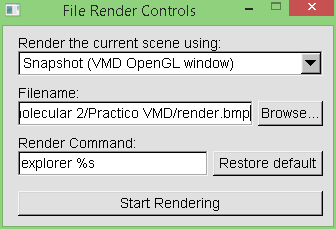 File Render Controls
Render the current scene using:
Snapshot (VMD OpenGL window)
Filename:
olecular 2/Practico VMD/render.bmp
Browse...
Render Command:
explorer %s
Restore default
Start Rendering